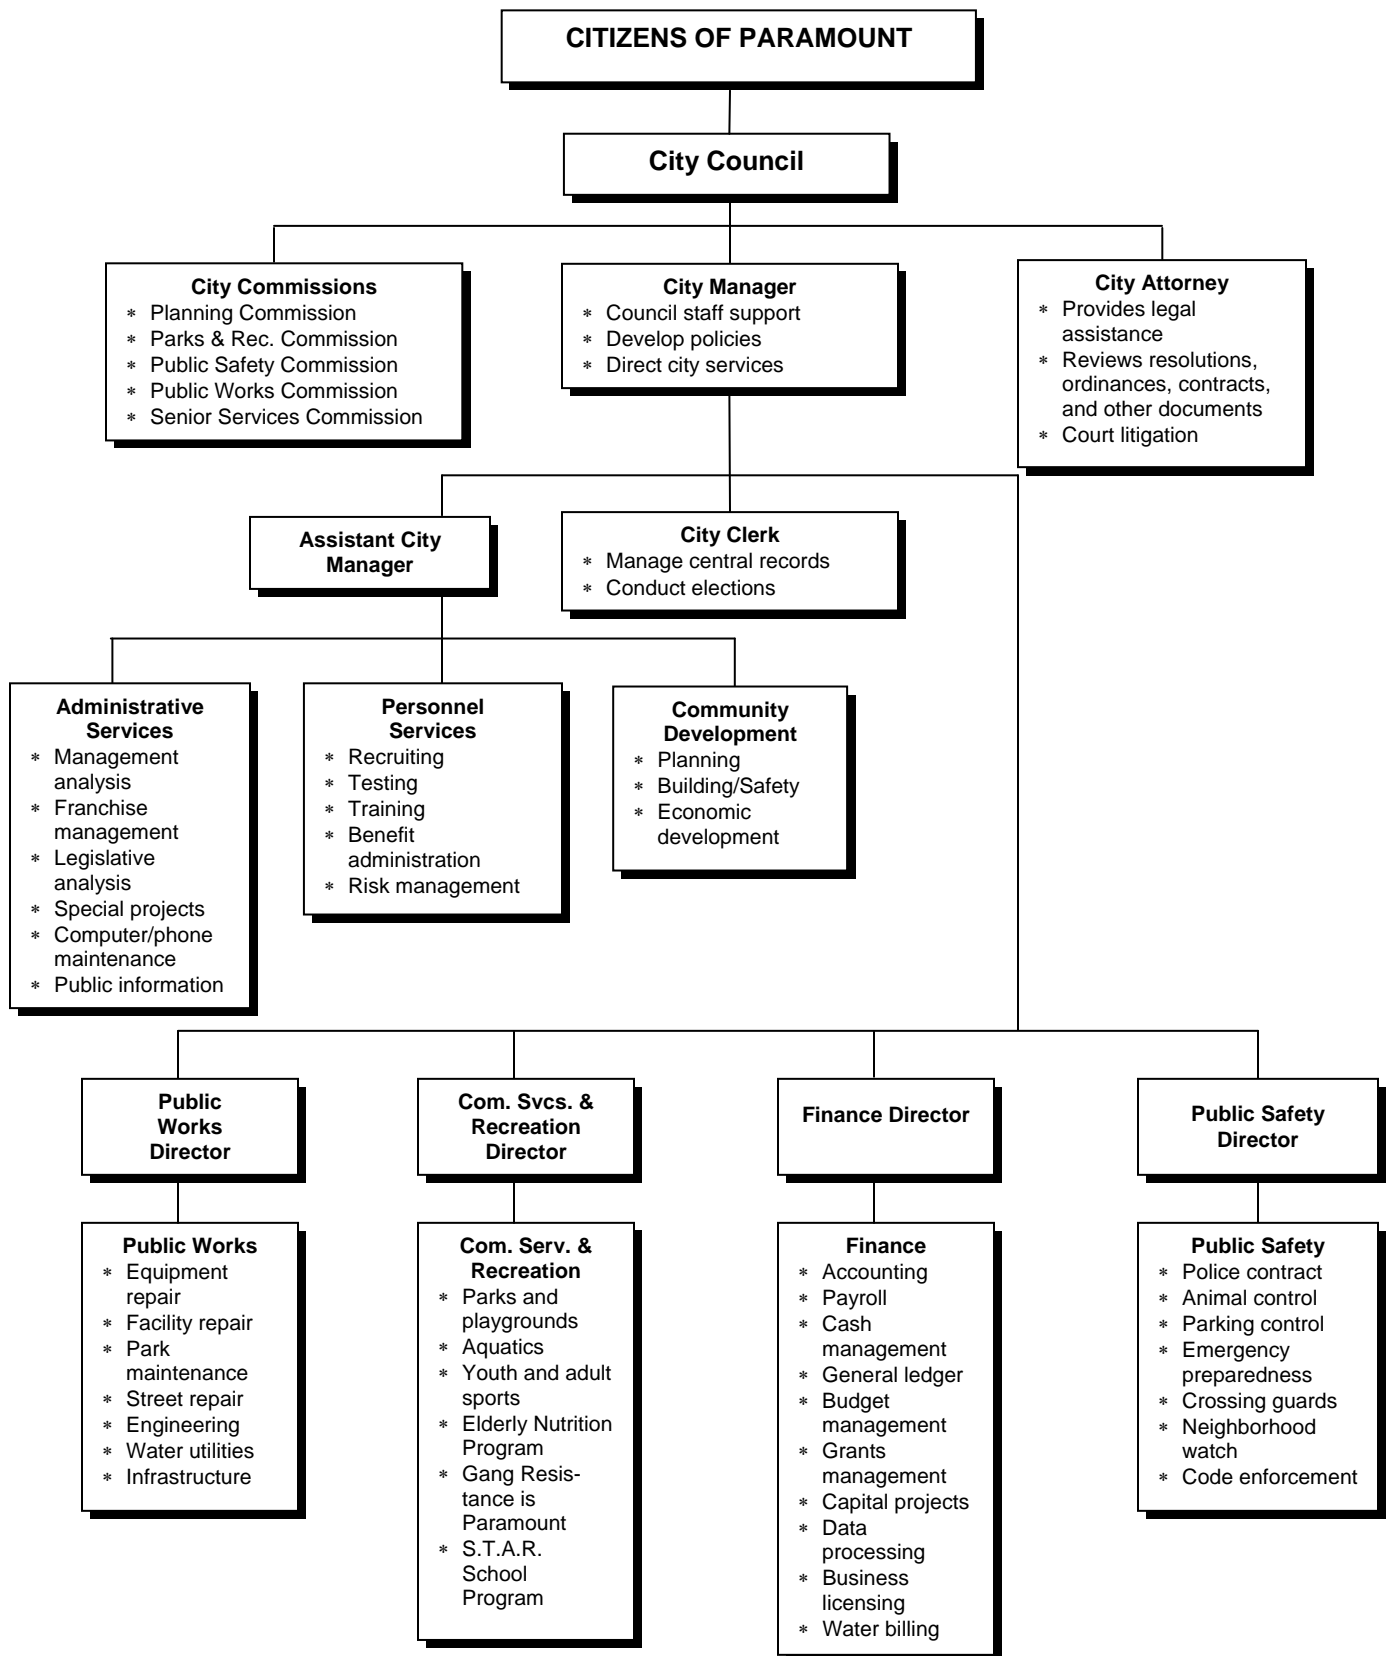 CITIZENS OF PARAMOUNT
City Council
City Commissions
* Planning Commission
* Parks & Rec. Commission
* Public Safety Commission
* Public Works Commission
* Senior Services Commission
City Manager
* Council staff support
* Develop policies
* Direct city services
City Attorney
* Provides legal
assistance
* Reviews resolutions,
ordinances, contracts,
and other documents
* Court litigation
Assistant City
Manager
City Clerk
* Manage central records
* Conduct elections
Administrative
Services
* Management
analysis
* Franchise
management
* Legislative
analysis
* Special projects
* Computer/phone
maintenance
* Public information
Personnel
Services
* Recruiting
* Testing
* Training
* Benefit
administration
* Risk management
Community
Development
* Planning
* Building/Safety
* Economic
development
Public
Works
Director
Com. Svcs. &
Recreation
Director
Finance Director
Public Safety
Director
Public Works
* Equipment
repair
* Facility repair
* Park
maintenance
* Street repair
* Engineering
* Water utilities
* Infrastructure
Com. Serv. &
Recreation
* Parks and
playgrounds
* Aquatics
* Youth and adult
sports
* Elderly Nutrition
Program
* Gang Resis-
tance is
Paramount
* S.T.A.R.
School
Program
Finance
* Accounting
* Payroll
* Cash
management
* General ledger
* Budget
management
* Grants
management
* Capital projects
* Data
processing
* Business
licensing
* Water billing
Public Safety
* Police contract
* Animal control
* Parking control
* Emergency
preparedness
* Crossing guards
* Neighborhood
watch
* Code enforcement